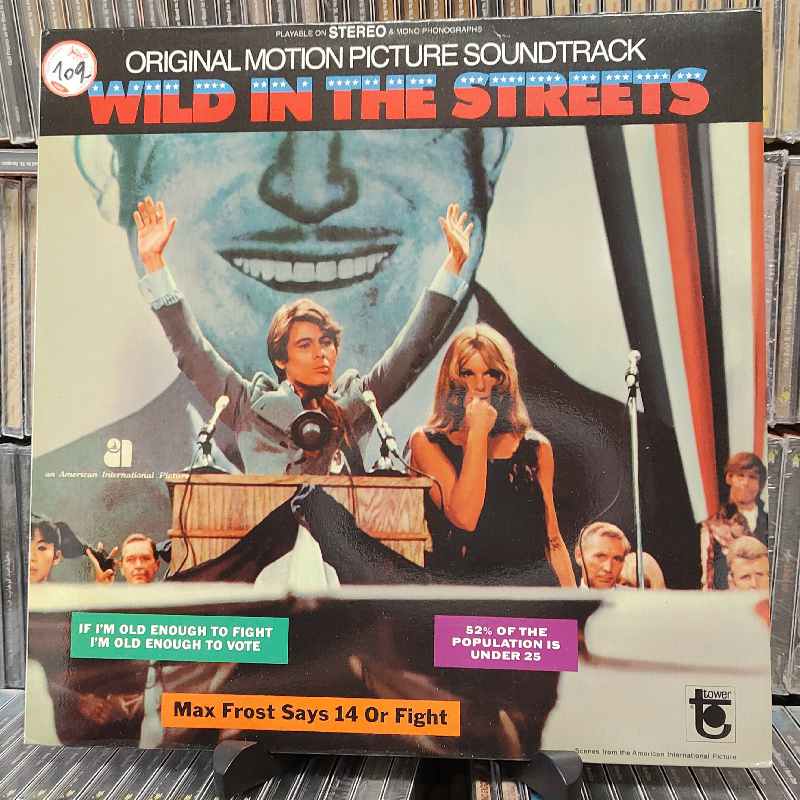 PLAYABLE ON STEREO & MONO PHONOGRAPHS
109
ORIGINAL MOTION PICTURE SOUNDTRACK
WILD IN THE STREETS
an American International Picture
IF I'M OLD ENOUGH TO FIGHT
I'M OLD ENOUGH TO VOTE
52% OF THE
POPULATION IS
UNDER 25
Max Frost Says 14 Or Fight
tower
Scenes from the American International Picture